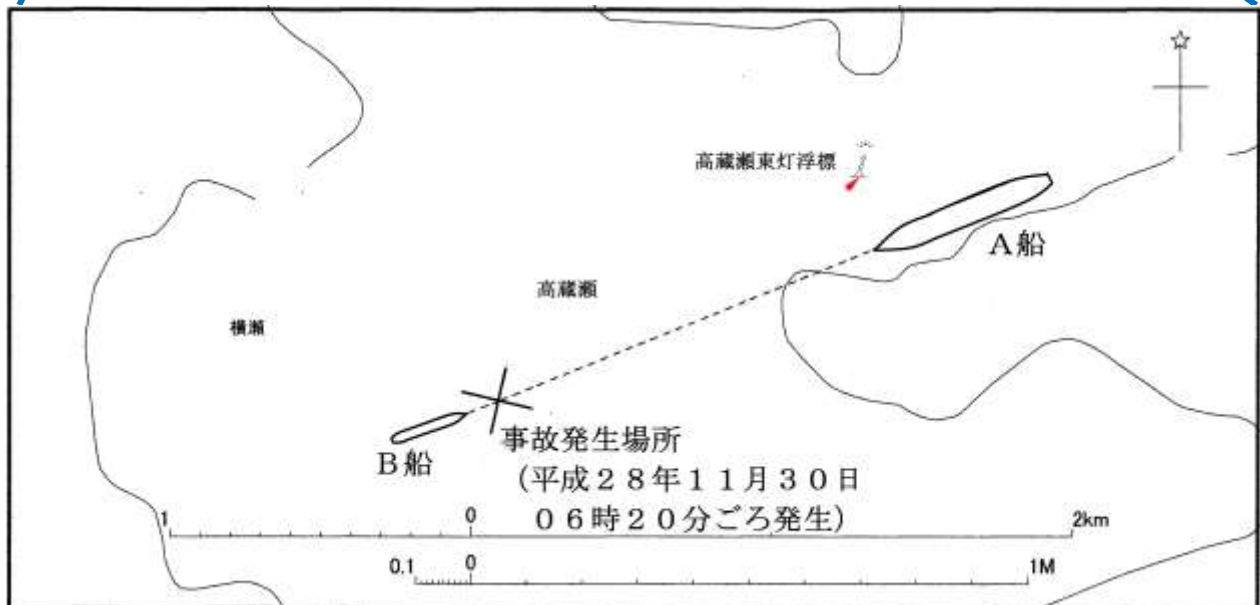 高蔵瀬東灯浮標
A船
高蔵瀬
横瀬
事故発生場所
B船
(平成28年11月30日
06時20分ごろ発生)
1 0 2km
0.1 0 1M